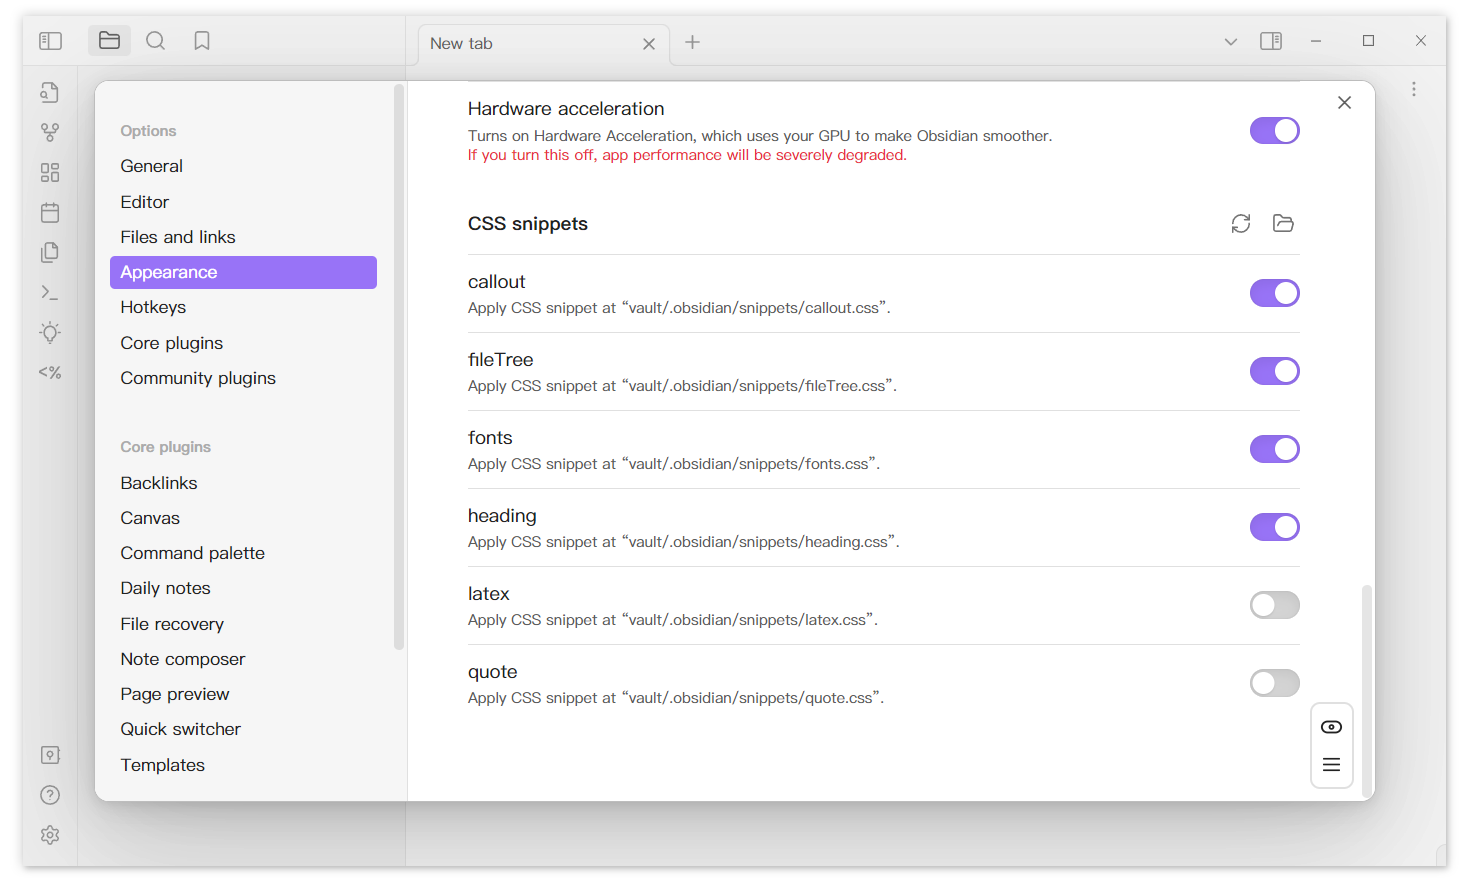 New tab
Options
General
Editor
Files and links
Appearance
Hotkeys
Core plugins
Community plugins
Core plugins
Backlinks
Canvas
Command palette
Daily notes
File recovery
Note composer
Page preview
Quick switcher
Templates
Hardware acceleration
Turns on Hardware Acceleration, which uses your GPU to make Obsidian smoother.
If you turn this off, app performance will be severely degraded.
CSS snippets
callout
Apply CSS snippet at “vault/.obsidian/snippets/callout.css”.
fileTree
Apply CSS snippet at “vault/.obsidian/snippets/fileTree.css”.
fonts
Apply CSS snippet at “vault/.obsidian/snippets/fonts.css”.
heading
Apply CSS snippet at “vault/.obsidian/snippets/heading.css”.
latex
Apply CSS snippet at “vault/.obsidian/snippets/latex.css”.
quote
Apply CSS snippet at “vault/.obsidian/snippets/quote.css”.